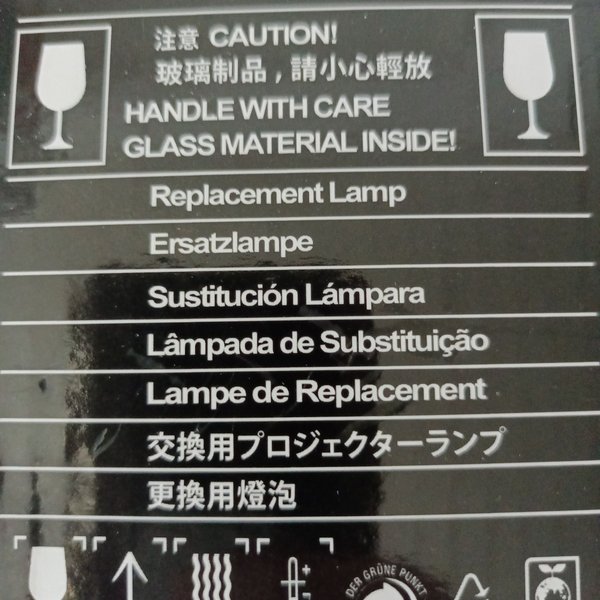 注意 CAUTION!
玻璃制品,請小心輕放
HANDLE WITH CARE
GLASS MATERIAL INSIDE!
Replacement Lamp
Ersatzlampe
Sustitución Lámpara
Lâmpada de Substituição
Lampe de Replacement
交換用プロジェクターランプ
更換用燈泡
DER GRÜNE PUNKT